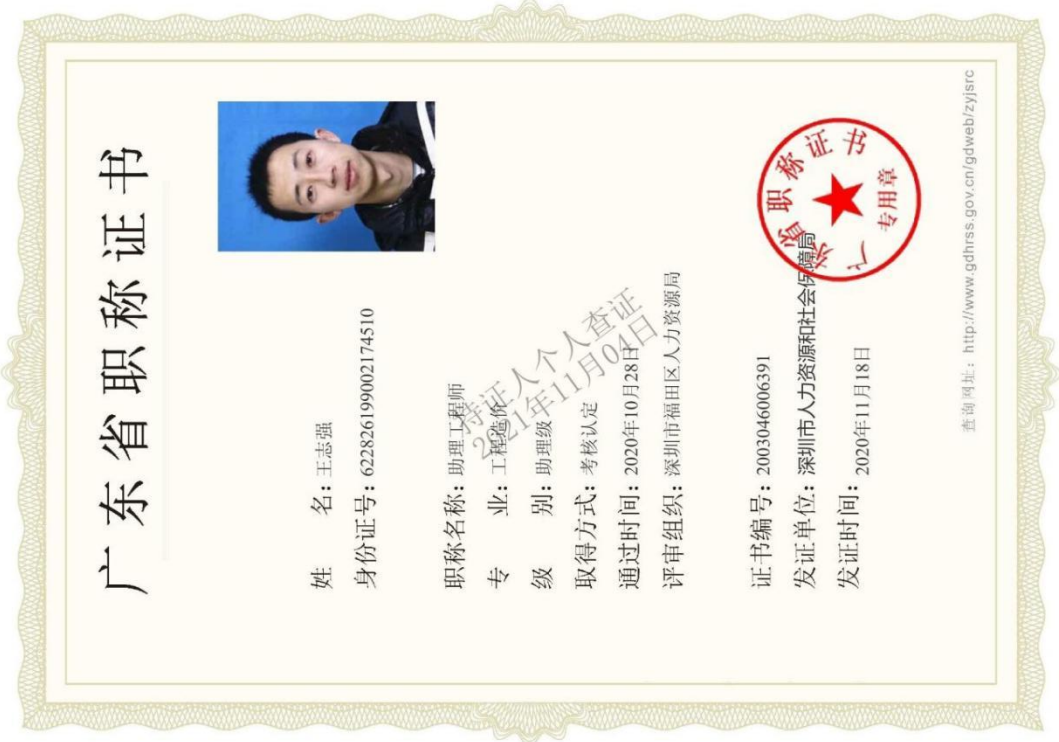 广东省职称证书
姓 名：王志强
身份证号：622826199002174510
职称名称：助理工程师
专 业：工程造价
级 别：助理级
取得方式：考核认定
通过时间：2020年10月28日
评审组织：深圳市福田区人力资源局
持证人个人查证
2021年11月04日
证书编号：2003046006391
发证单位：深圳市人力资源和社会保障局
发证时间：2020年11月18日
广东省职称证书
专用章
查询网址：http://www.gdhrss.gov.cn/gdweb/zyjsrc